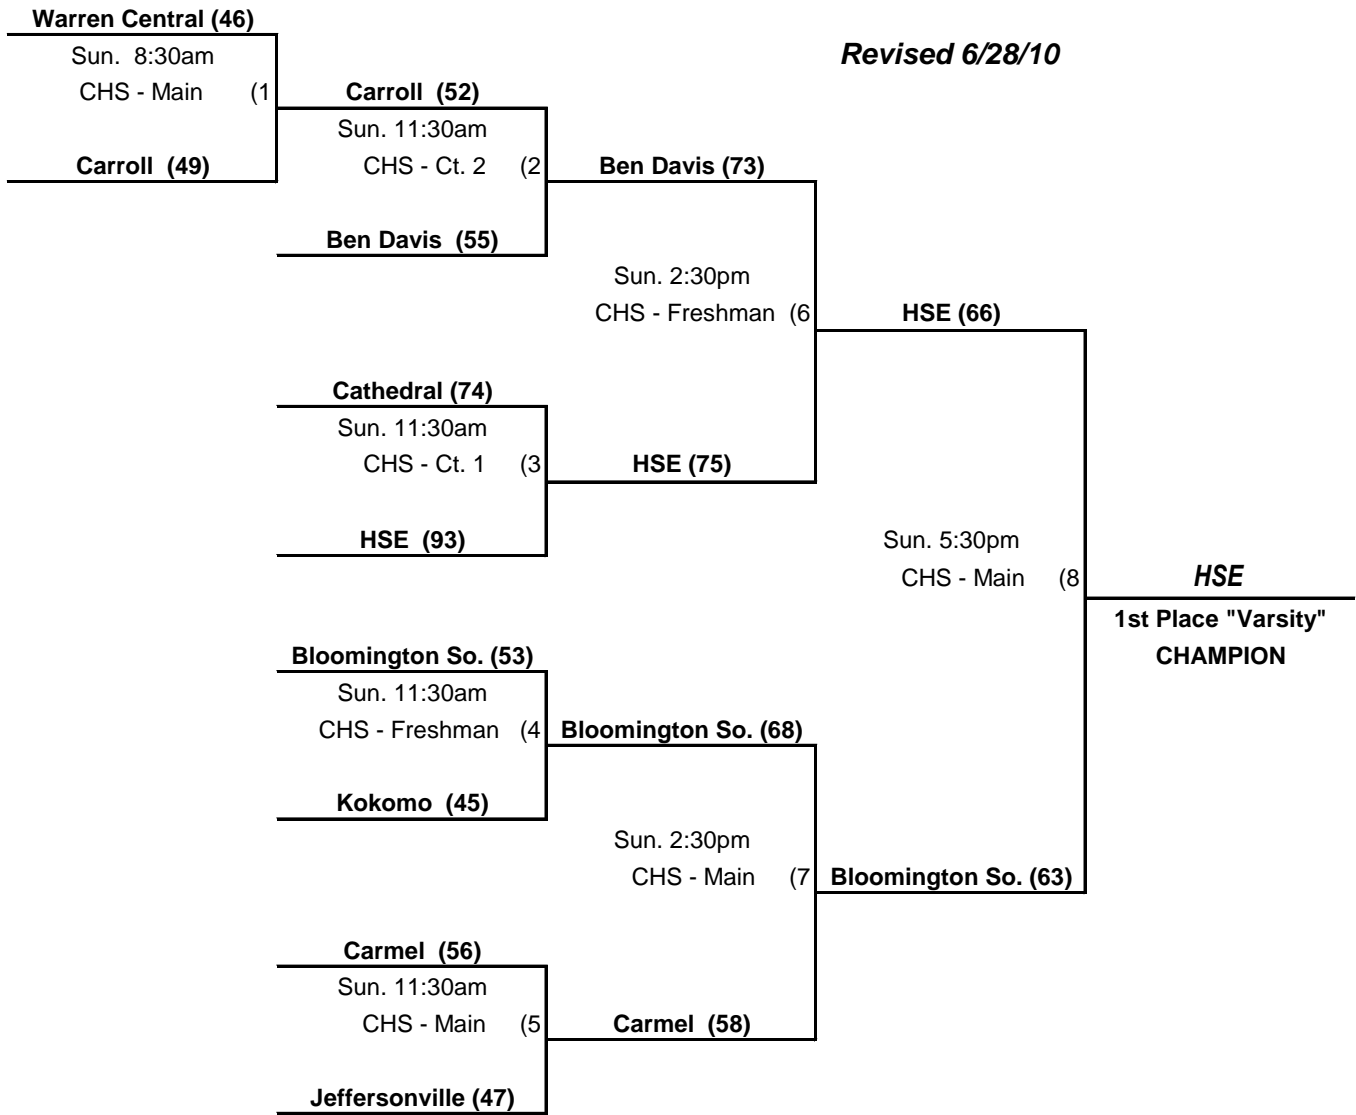 Warren Central (46)
Sun.  8:30am
Revised 6/28/10
CHS - Main (1
Carroll  (52)
Sun. 11:30am
Carroll  (49)
CHS - Ct. 2 (2
Ben Davis (73)
Ben Davis  (55)
Sun. 2:30pm
CHS - Freshman (6
HSE (66)
Cathedral (74)
Sun. 11:30am
CHS - Ct. 1 (3
HSE (75)
HSE  (93)
Sun. 5:30pm
CHS - Main (8
HSE
1st Place "Varsity"
CHAMPION
Bloomington So. (53)
Sun. 11:30am
CHS - Freshman (4
Bloomington So. (68)
Kokomo  (45)
Sun. 2:30pm
CHS - Main (7
Bloomington So. (63)
Carmel  (56)
Sun. 11:30am
CHS - Main (5
Carmel  (58)
Jeffersonville (47)